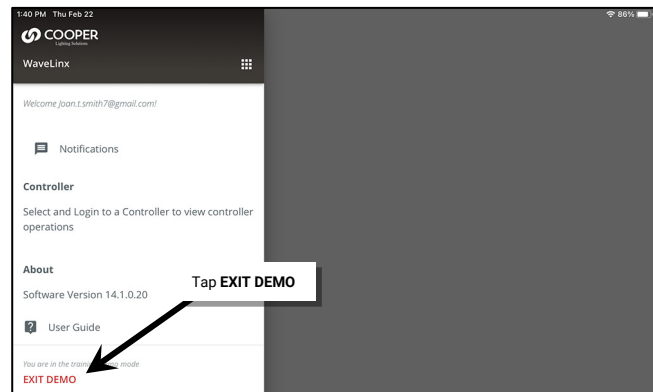 1:40 PM Thu Feb 22
86%
COOPER
Lighting Solutions
WaveLinx
Welcome Joan.t.smith7@gmail.com!
Notifications
Controller
Select and Login to a Controller to view controller
operations
About
Tap EXIT DEMO
Software Version 14.1.0.20
User Guide
You are in the mode
EXIT DEMO